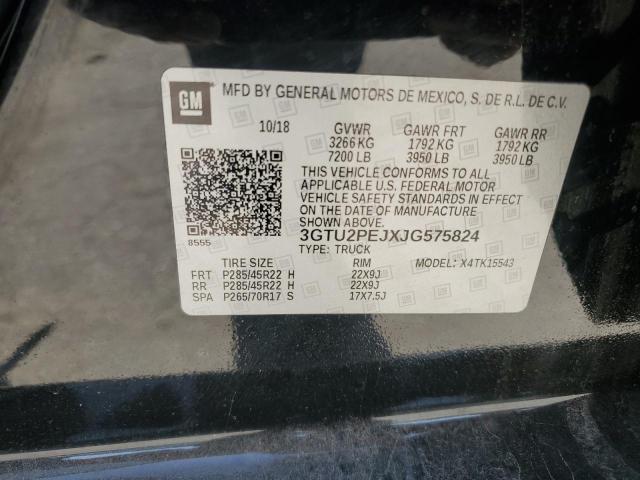 GM MFD BY GENERAL MOTORS DE MEXICO, S. DE R.L. DE C.V.
10/18 GVWR GAWR FRT GAWR RR
3266 KG 1792 KG 1792 KG
7200 LB 3950 LB 3950 LB
THIS VEHICLE CONFORMS TO ALL
APPLICABLE U.S. FEDERAL MOTOR
VEHICLE SAFETY STANDARDS IN EFFECT
ON THE DATE OF MANUFACTURE
SHOWN ABOVE.
3GTU2PEJXJG575824
8555 TYPE: TRUCK
TIRE SIZE RIM MODEL: X4TK15543
FRT P285/45R22 H 22X9J
RR P285/45R22 H 22X9J
SPA P265/70R17 S 17X7.5J